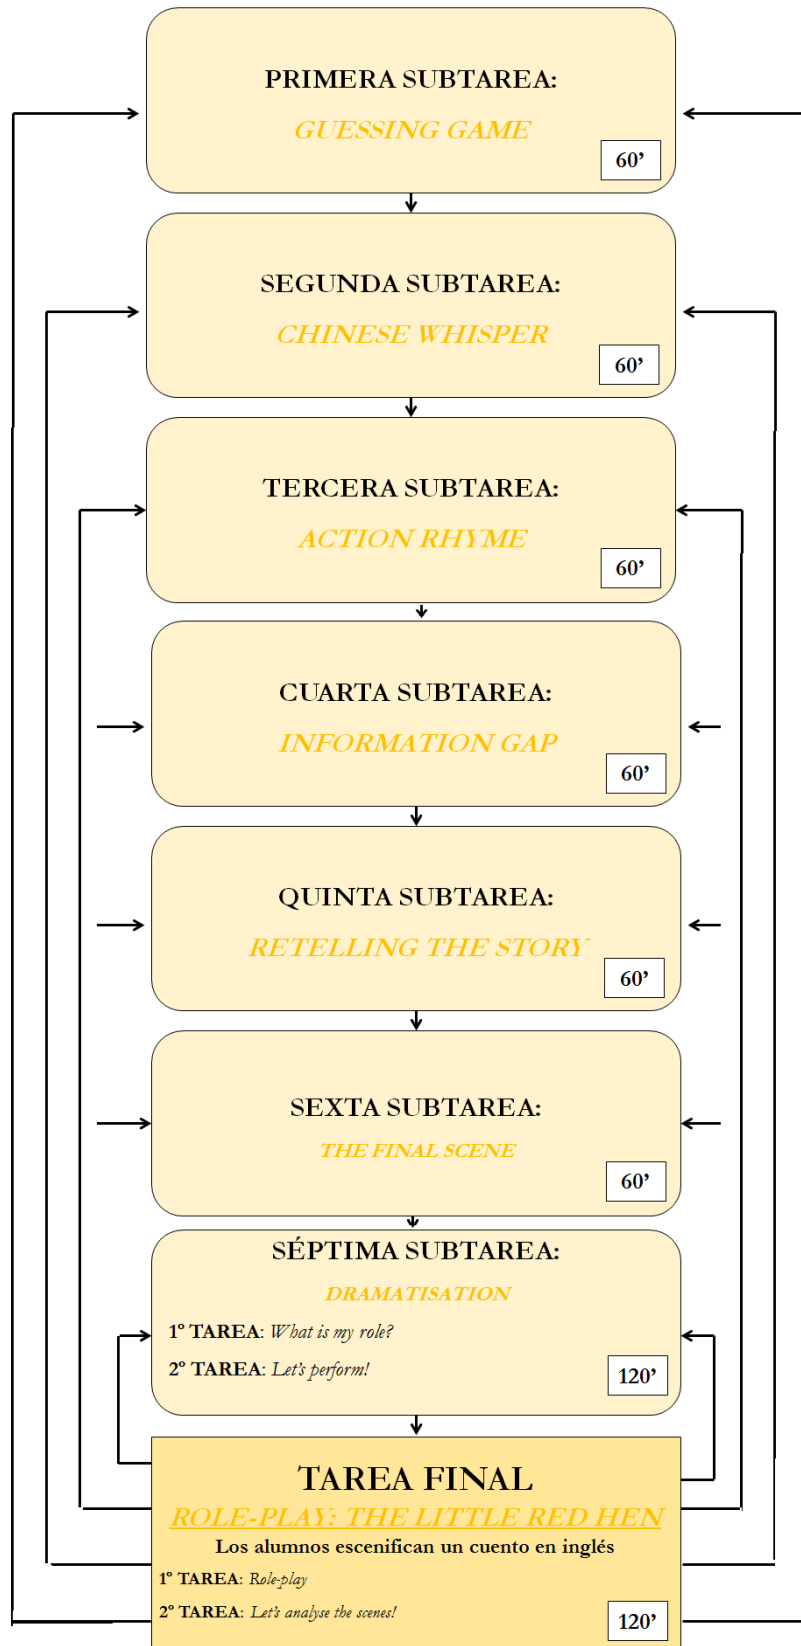 PRIMERA SUBTAREA:
GUESSING GAME
60’
SEGUNDA SUBTAREA:
CHINESE WHISPER
60’
TERCERA SUBTAREA:
ACTION RHYME
60’
CUARTA SUBTAREA:
INFORMATION GAP
60’
QUINTA SUBTAREA:
RETELLING THE STORY
60’
SEXTA SUBTAREA:
THE FINAL SCENE
60’
SÉPTIMA SUBTAREA:
DRAMATISATION
1º TAREA: What is my role?
2º TAREA: Let’s perform!
120’
TAREA FINAL
ROLE-PLAY: THE LITTLE RED HEN
Los alumnos escenifican un cuento en inglés
1º TAREA: Role-play
2º TAREA: Let’s analyse the scenes!
120’